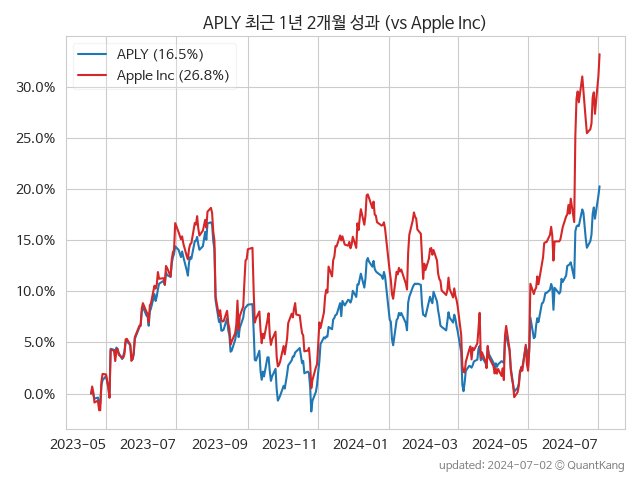 APLY 최근 1년 2개월 성과 (vs Apple Inc)
APLY (16.5%)
Apple Inc (26.8%)
30.0%
25.0%
20.0%
15.0%
10.0%
5.0%
0.0%
2023-05 2023-07 2023-09 2023-11 2024-01 2024-03 2024-05 2024-07
updated: 2024-07-02 © QuantKang